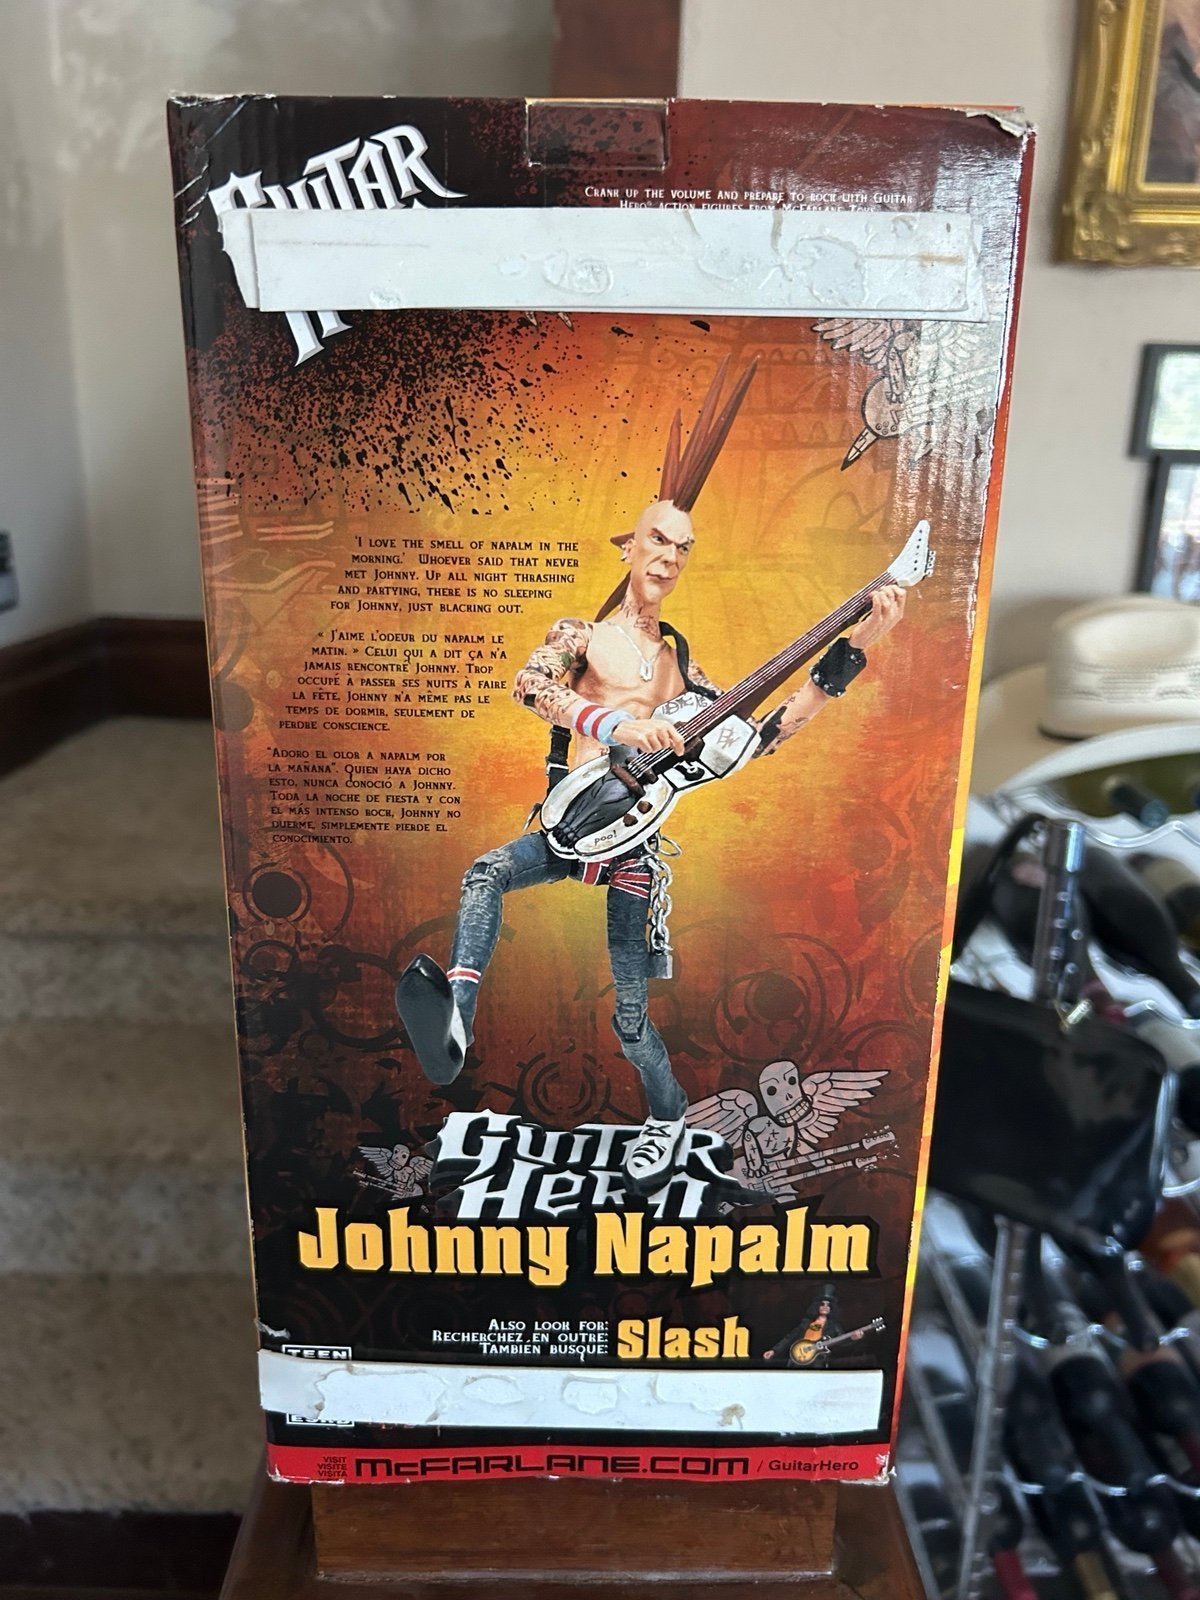 GUITAR
CRANK UP THE VOLUME AND PREPARE TO ROCK WITH GUITAR
HERO® ACTION FIGURES FROM MCFARLANE TOYS
'I LOVE THE SMELL OF NAPALM IN THE
MORNING.' WHOEVER SAID THAT NEVER
MET JOHNNY. UP ALL NIGHT THRASHING
AND PARTYING, THERE IS NO SLEEPING
FOR JOHNNY, JUST BLACKING OUT.
« J'AIME L'ODEUR DU NAPALM LE
MATIN. » CELUI QUI A DIT ÇA N'A
JAMAIS RENCONTRÉ JOHNNY. TROP
OCCUPÉ À PASSER SES NUITS À FAIRE
LA FÊTE, JOHNNY N'A MÊME PAS LE
TEMPS DE DORMIR, SEULEMENT DE
PERDRE CONSCIENCE.
"ADORO EL OLOR A NAPALM POR
LA MAÑANA". QUIEN HAYA DICHO
ESTO, NUNCA CONOCIÓ A JOHNNY.
TODA LA NOCHE DE FIESTA Y CON
EL MÁS INTENSO ROCK, JOHNNY NO
DUERME, SIMPLEMENTE PIERDE EL
CONOCIMIENTO.
poo!
GUITAR
HERO
Johnny Napalm
ALSO LOOK FOR:
RECHERCHEZ EN OUTRE:
TAMBIEN BUSQUE:
Slash
TEEN
ESRB
VISIT
VISITE
VISITA
MCFARLANE.COM / GuitarHero